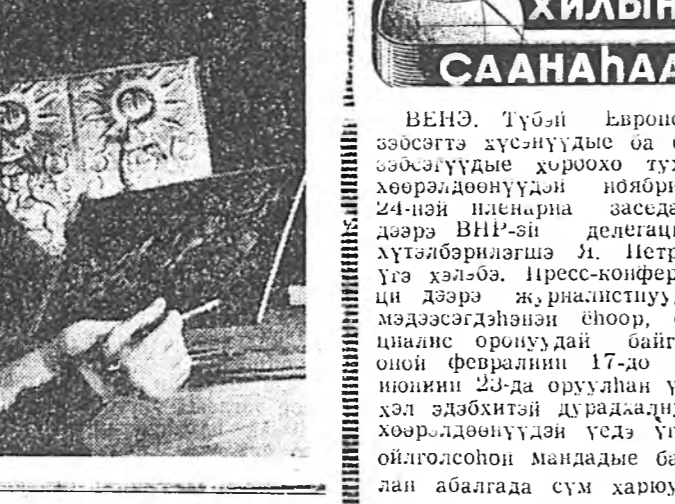 ХИЛЫН
СААНАҺАА
ВЕНЭ. Түбэй Европ
зэбсэгтэ хүсэнүүдые ба
зэбсэгүүдые хороохо тух
хөөрэлдөөнүүдэй ноябри
24-нэй пленарна заседа
дээрэ ВНР-эй делегаци
хүтэлбэрилэгшэ Я. Петр
үгэ хэлэбэ. Пресс-конфер
ци дээрэ журналистнуу
мэдээсэгдэһэнэй ёһоор,
циалис оронуудай байг
оной февралиин 17-до
июниин 23-да оруулһан ү
хэл эдэбхитэй дурадхалну
хөөрэлдөөнүүдэй үедэ үг
ойлголсоһон мандадые ба
лан абалгада сүм харюу